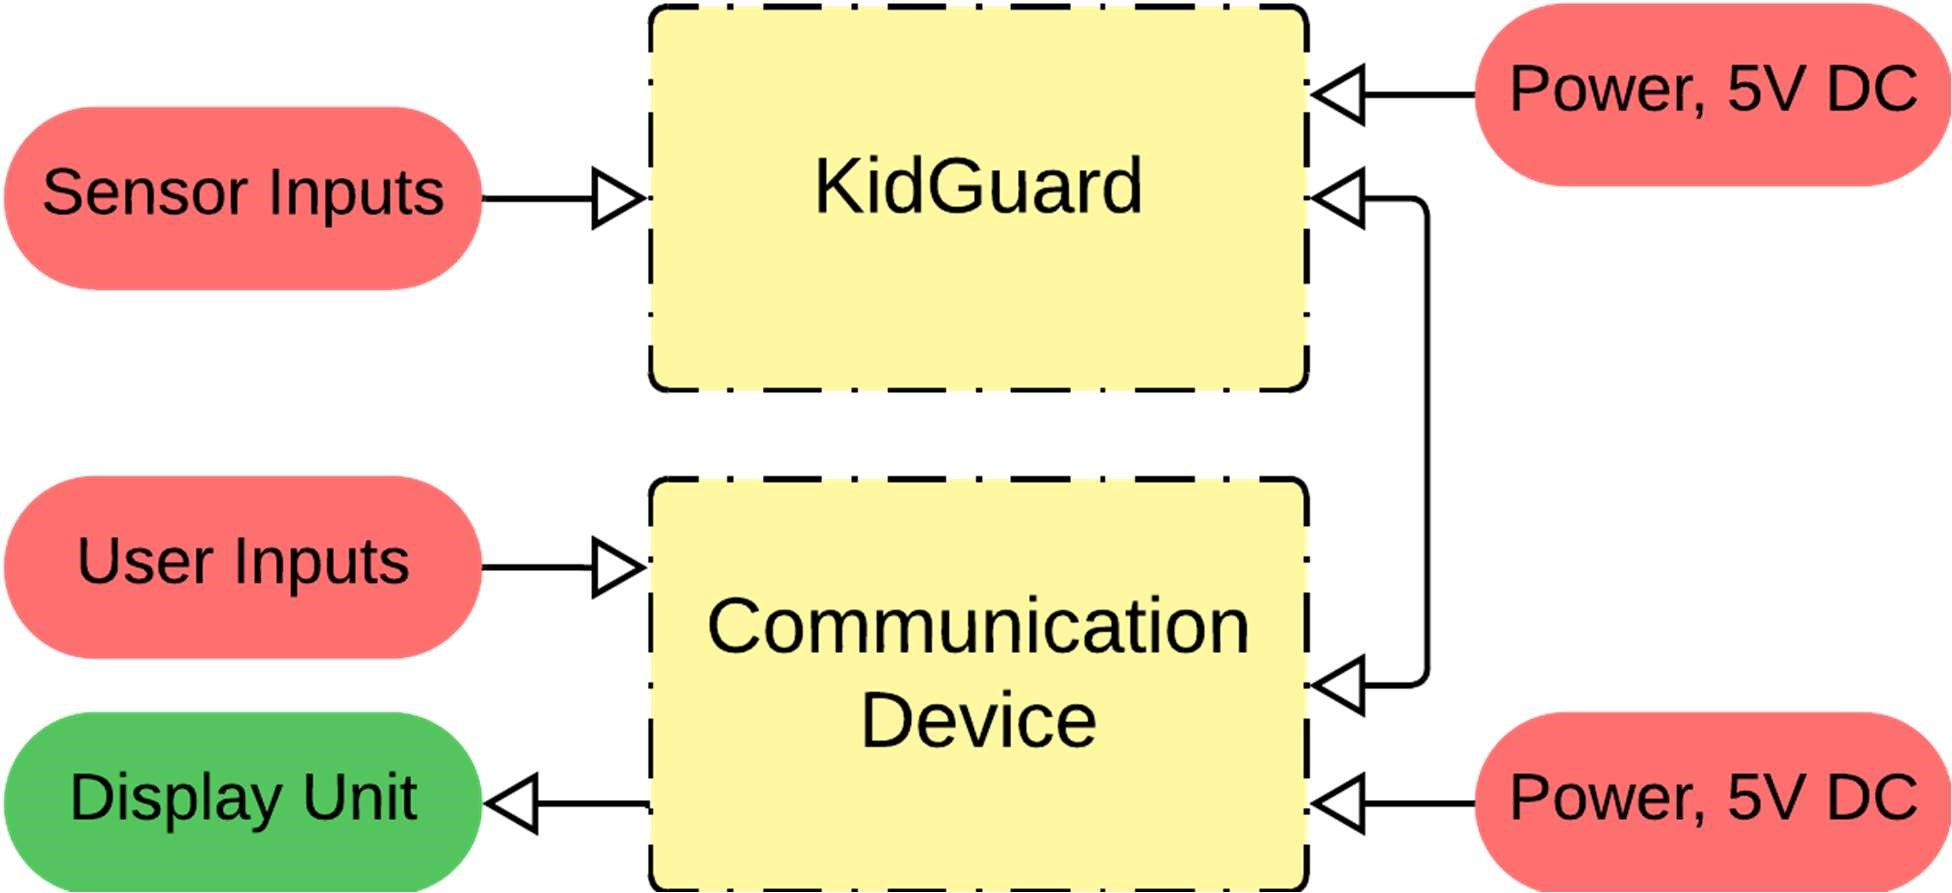 Sensor Inputs
KidGuard
Power, 5V DC
User Inputs
Communication
Device
Display Unit
Power, 5V DC